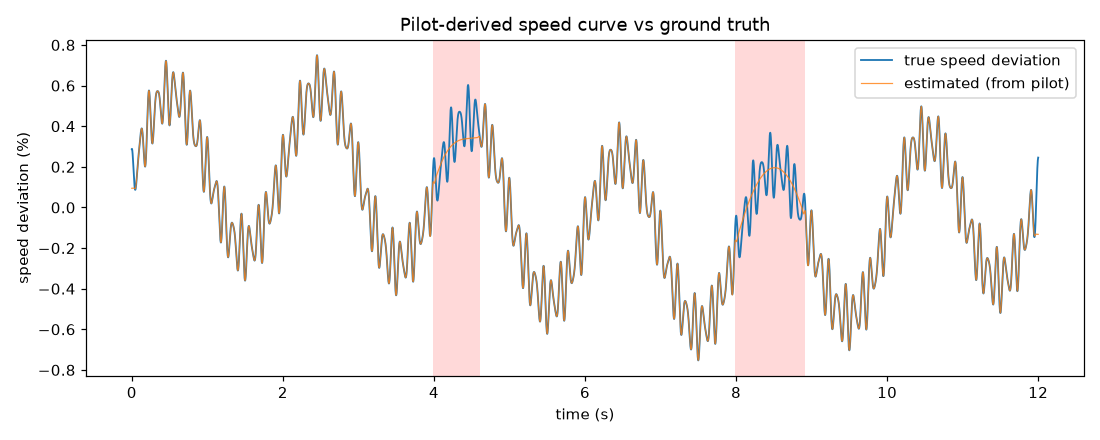 Pilot-derived speed curve vs ground truth
true speed deviation
estimated (from pilot)
speed deviation (%)
0.8
0.6
0.4
0.2
0.0
−0.2
−0.4
−0.6
−0.8
0 2 4 6 8 10 12
time (s)